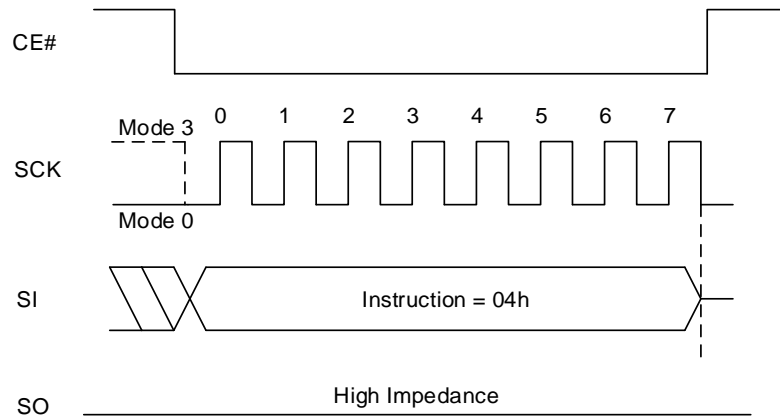 CE#
0 1 2 3 4 5 6 7
Mode 3
SCK
Mode 0
SI
Instruction = 04h
High Impedance
SO